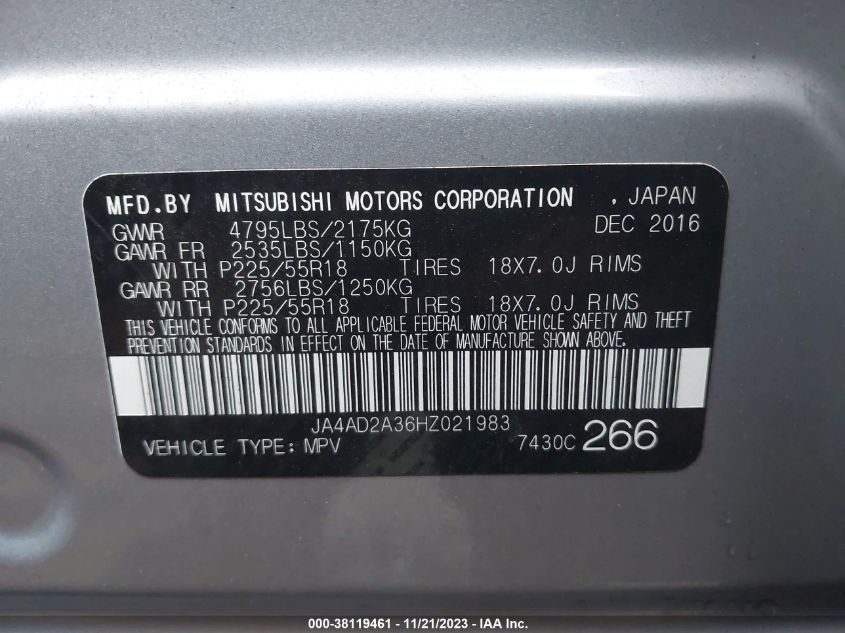 MFD.BY MITSUBISHI MOTORS CORPORATION , JAPAN
GVWR 4795LBS/2175KG DEC 2016
GAWR FR 2535LBS/1150KG
WITH P225/55R18 TIRES 18X7.0J RIMS
GAWR RR 2756LBS/1250KG
WITH P225/55R18 TIRES 18X7.0J RIMS
THIS VEHICLE CONFORMS TO ALL APPLICABLE FEDERAL MOTOR VEHICLE SAFETY AND THEFT
PREVENTION STANDARDS IN EFFECT ON THE DATE OF MANUFACTURE SHOWN ABOVE.
JA4AD2A36HZ021983
VEHICLE TYPE: MPV 7430C 266
000-38119461 - 11/21/2023 - IAA Inc.